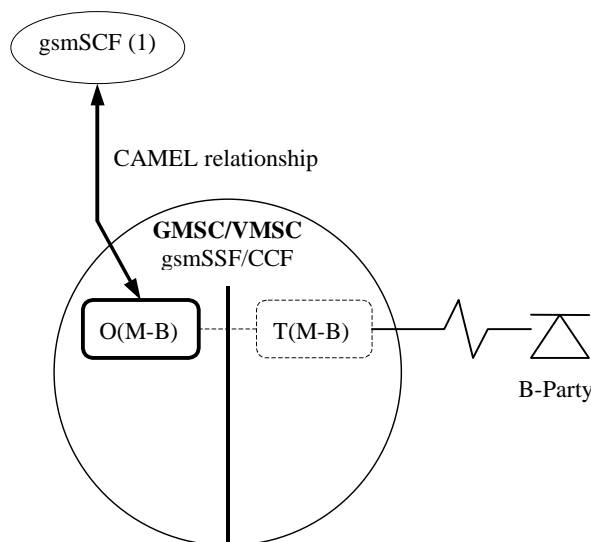 gsmSCF (1)
CAMEL relationship
GMSC/VMSC
gsmSSF/CCF
O(M-B)
T(M-B)
B-Party